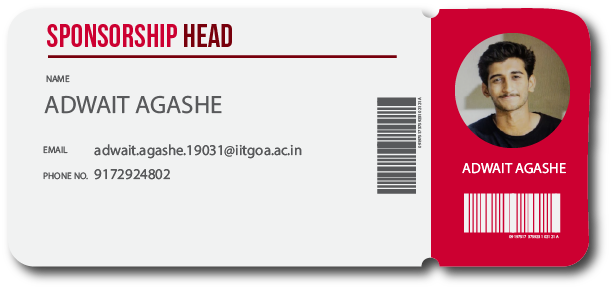 SPONSORSHIP HEAD
NAME
ADWAIT AGASHE
EMAIL adwait.agashe.19031@iitgoa.ac.in
PHONE NO. 9172924802
ADWAIT AGASHE